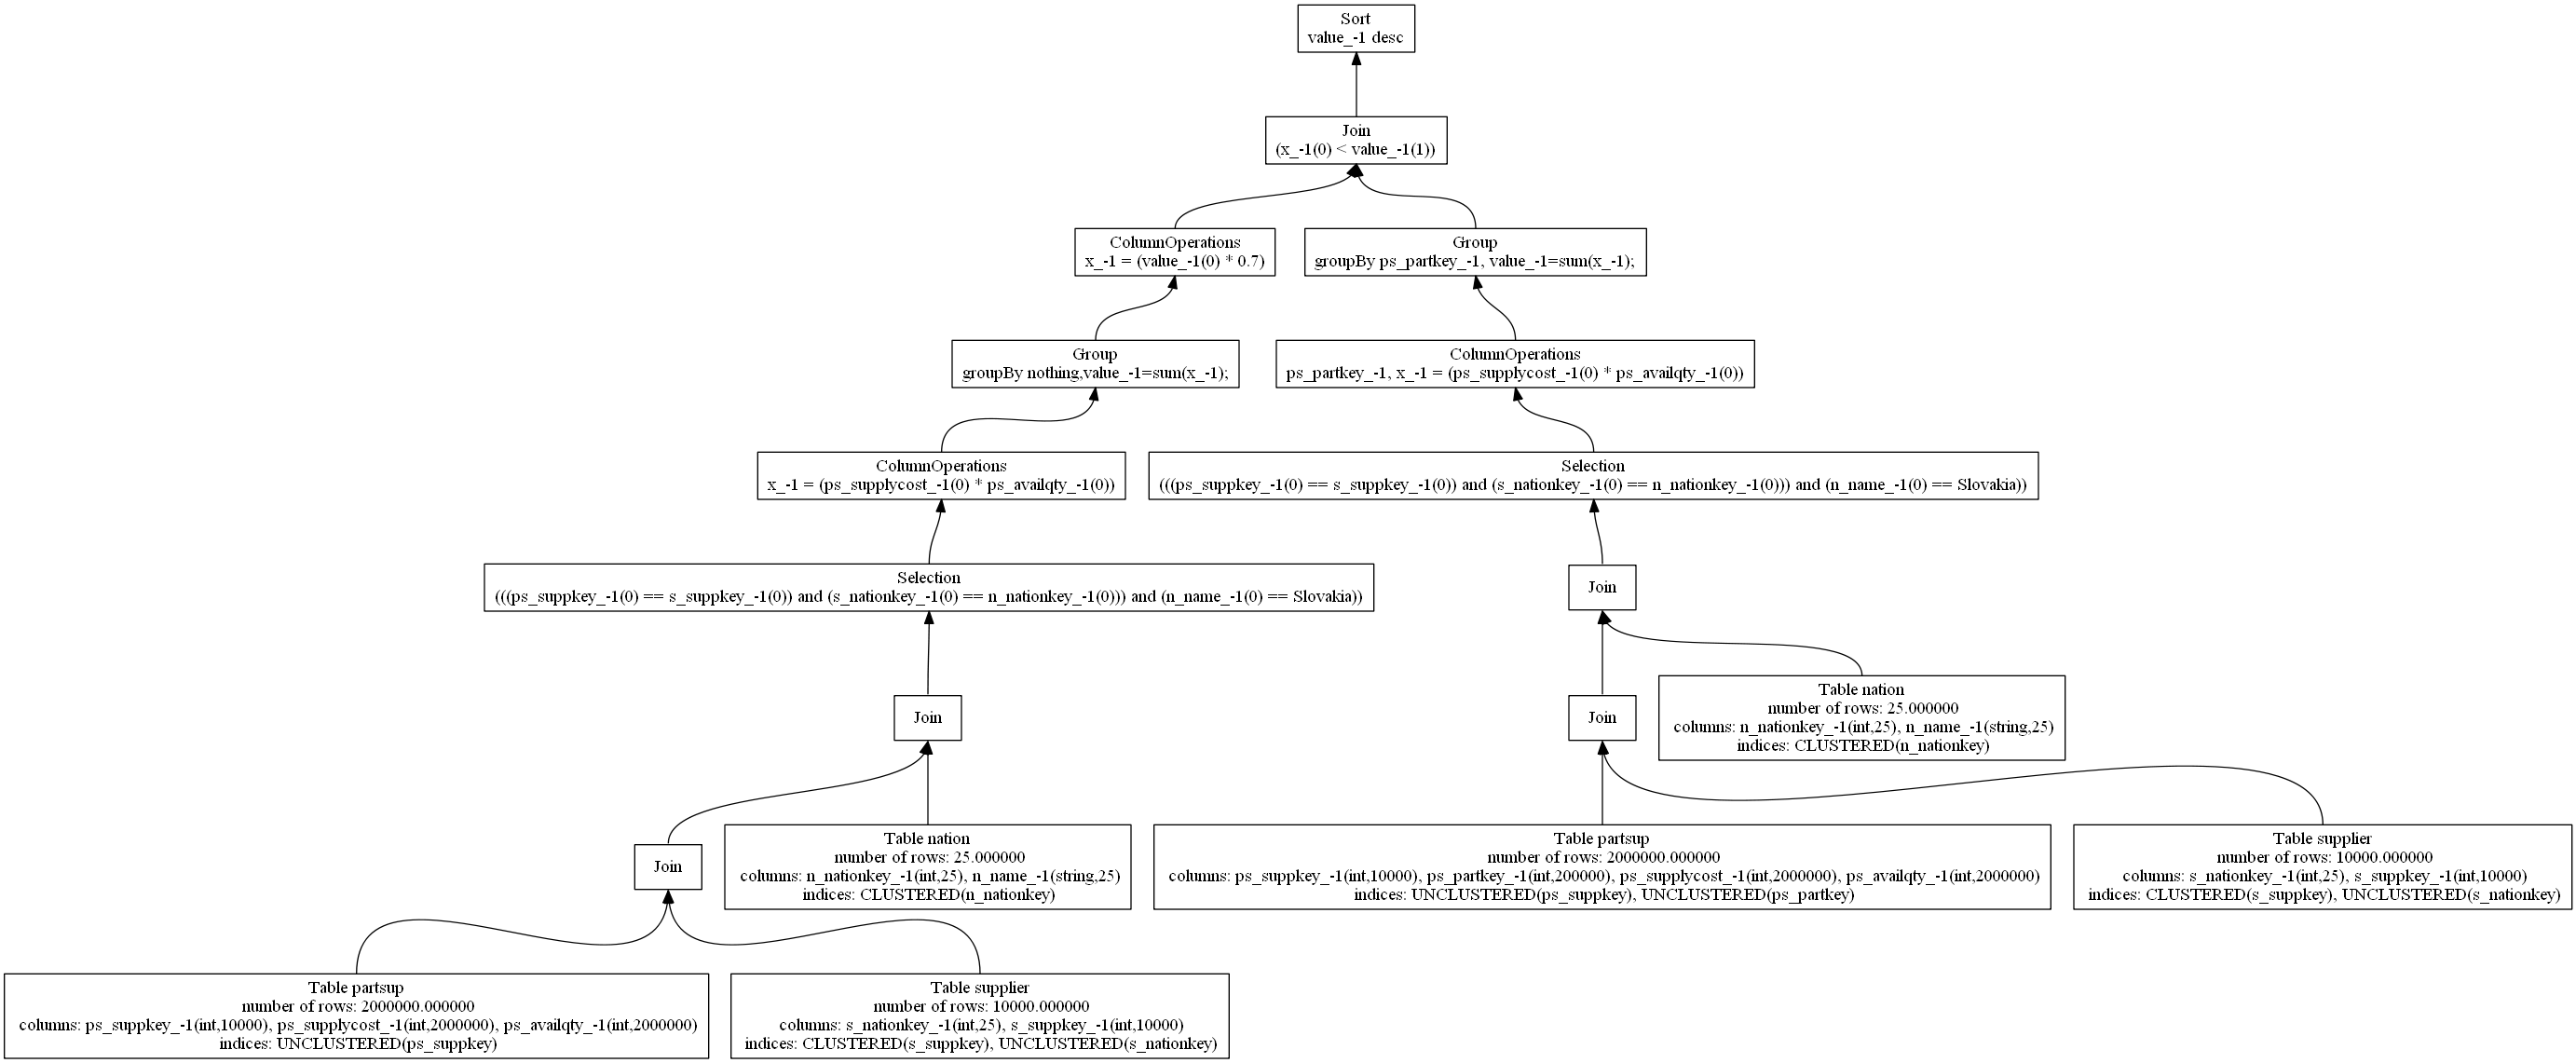 Sort
value_-1 desc
Join
(x_-1(0) < value_-1(1))
ColumnOperations
x_-1 = (value_-1(0) * 0.7)
Group
groupBy ps_partkey_-1, value_-1=sum(x_-1);
Group
groupBy nothing,value_-1=sum(x_-1);
ColumnOperations
ps_partkey_-1, x_-1 = (ps_supplycost_-1(0) * ps_availqty_-1(0))
ColumnOperations
x_-1 = (ps_supplycost_-1(0) * ps_availqty_-1(0))
Selection
(((ps_suppkey_-1(0) == s_suppkey_-1(0)) and (s_nationkey_-1(0) == n_nationkey_-1(0))) and (n_name_-1(0) == Slovakia))
Selection
(((ps_suppkey_-1(0) == s_suppkey_-1(0)) and (s_nationkey_-1(0) == n_nationkey_-1(0))) and (n_name_-1(0) == Slovakia))
Join
Join
Join
Table nation
number of rows: 25.000000
columns: n_nationkey_-1(int,25), n_name_-1(string,25)
indices: CLUSTERED(n_nationkey)
Join
Table nation
number of rows: 25.000000
columns: n_nationkey_-1(int,25), n_name_-1(string,25)
indices: CLUSTERED(n_nationkey)
Table partsup
number of rows: 2000000.000000
columns: ps_suppkey_-1(int,10000), ps_partkey_-1(int,200000), ps_supplycost_-1(int,2000000), ps_availqty_-1(int,2000000)
indices: UNCLUSTERED(ps_suppkey), UNCLUSTERED(ps_partkey)
Table supplier
number of rows: 10000.000000
columns: s_nationkey_-1(int,25), s_suppkey_-1(int,10000)
indices: CLUSTERED(s_suppkey), UNCLUSTERED(s_nationkey)
Table partsup
number of rows: 2000000.000000
columns: ps_suppkey_-1(int,10000), ps_supplycost_-1(int,2000000), ps_availqty_-1(int,2000000)
indices: UNCLUSTERED(ps_suppkey)
Table supplier
number of rows: 10000.000000
columns: s_nationkey_-1(int,25), s_suppkey_-1(int,10000)
indices: CLUSTERED(s_suppkey), UNCLUSTERED(s_nationkey)